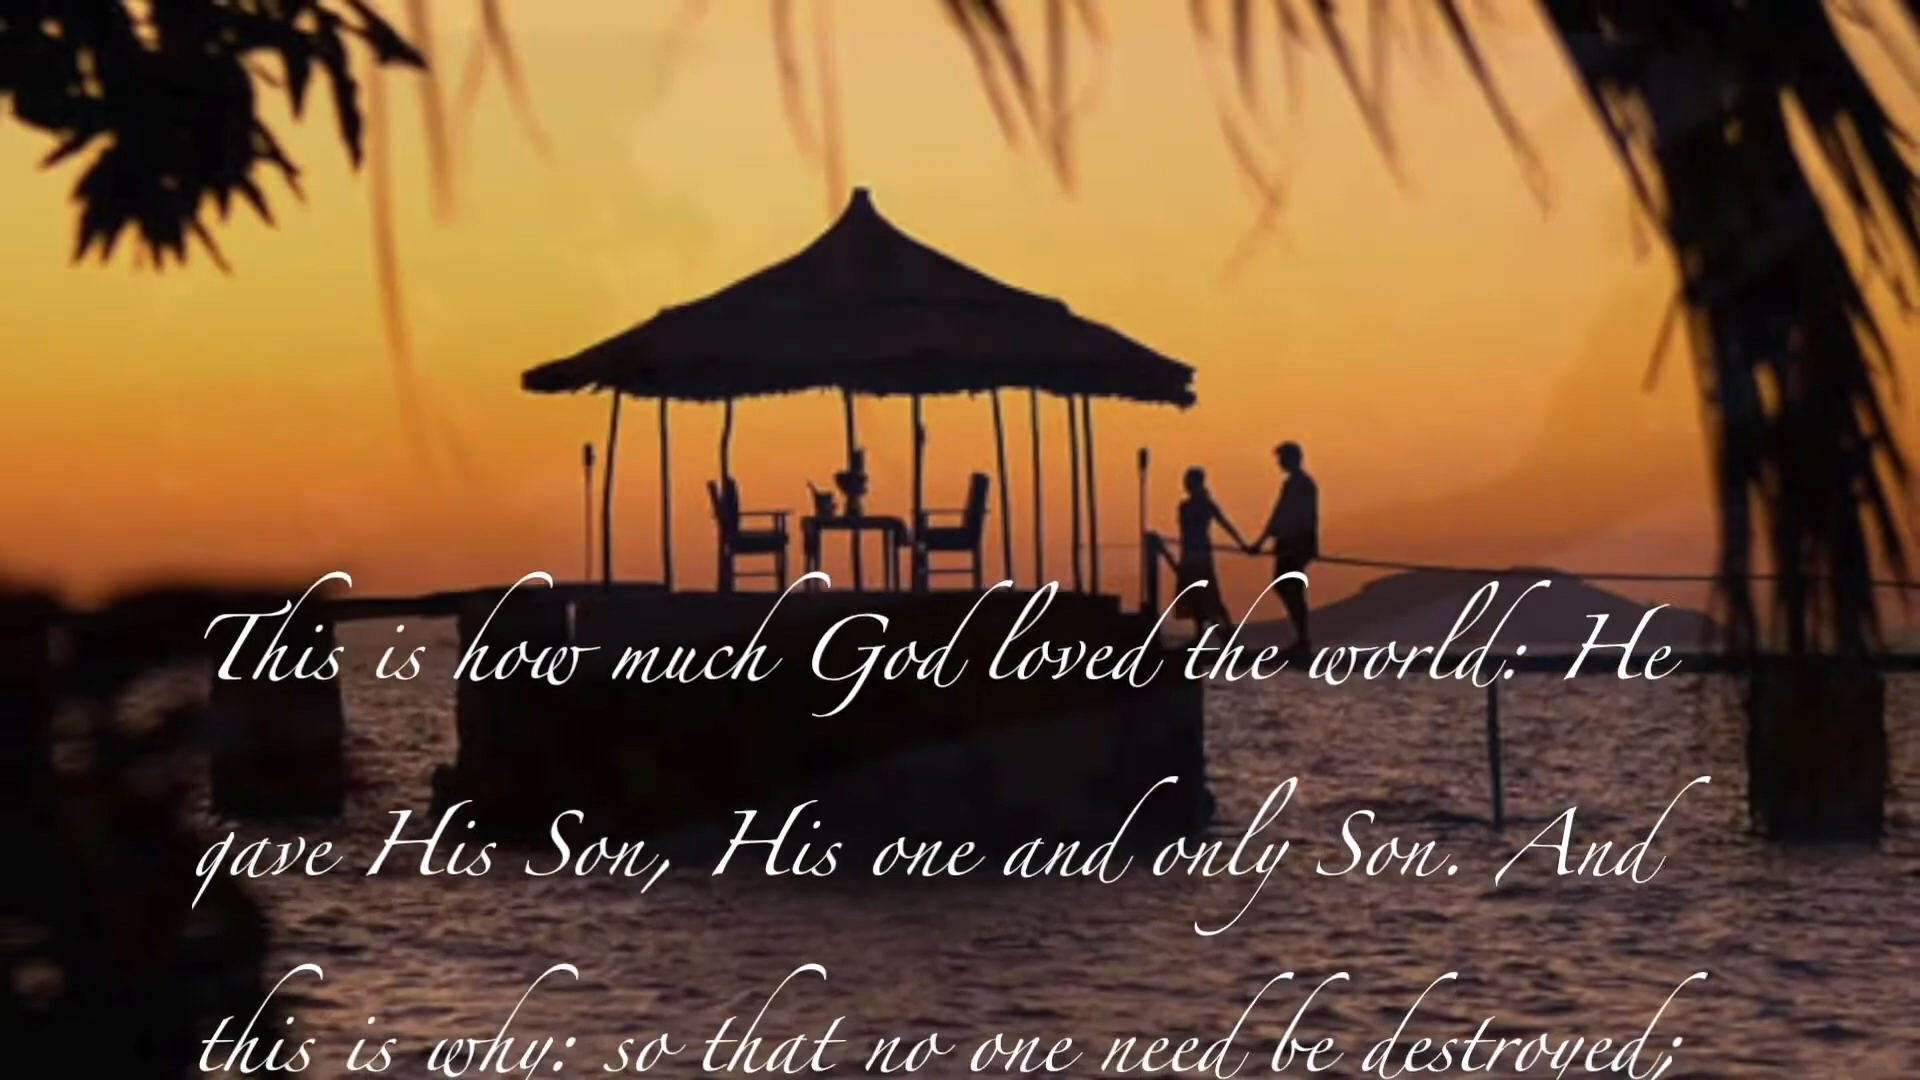 This is how much God loved the world: He
gave His Son, His one and only Son. And
this is why: so that no one need be destroyed;